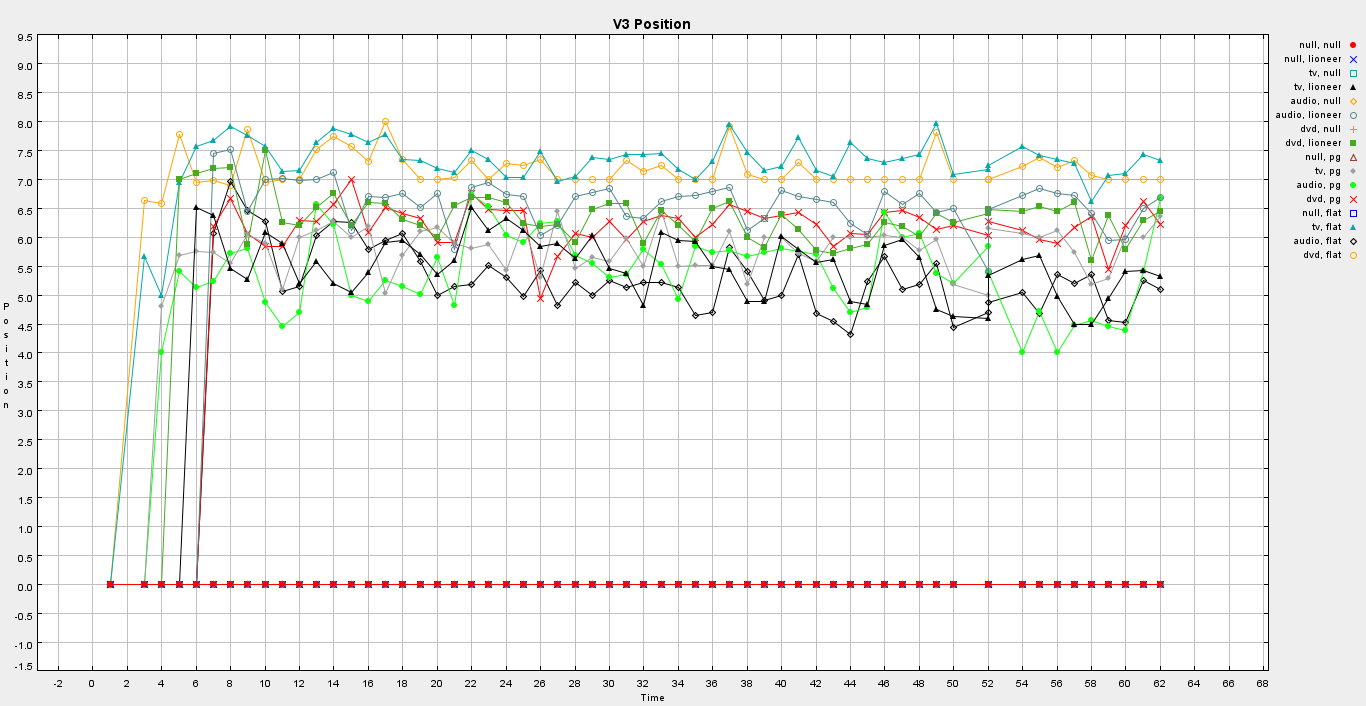 V3 Position
9.5
9.0
8.5
8.0
7.5
7.0
6.5
6.0
5.5
5.0
4.5
4.0
3.5
3.0
2.5
2.0
1.5
1.0
0.5
0.0
-0.5
-1.0
-1.5
Position
-2 0 2 4 6 8 10 12 14 16 18 20 22 24 26 28 30 32 34 36 38 40 42 44 46 48 50 52 54 56 58 60 62 64 66 68
Time
null, null
null, lioneer
tv, null
tv, lioneer
audio, null
audio, lioneer
dvd, null
dvd, lioneer
null, pg
tv, pg
audio, pg
dvd, pg
null, flat
tv, flat
audio, flat
dvd, flat